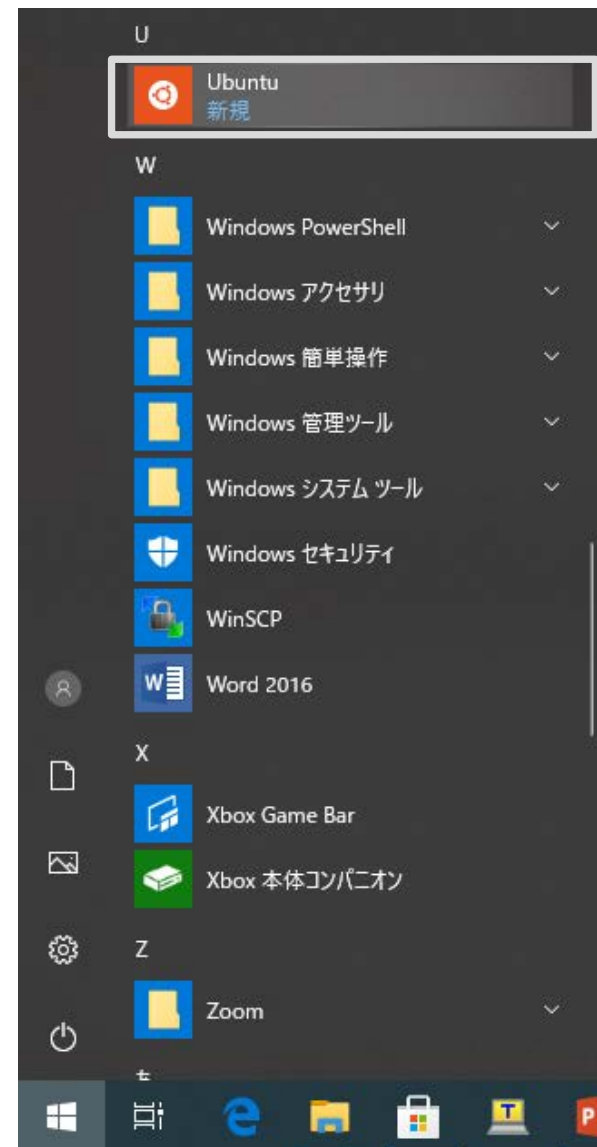 U
Ubuntu
新規
W
Windows PowerShell
Windows アクセサリ
Windows 簡単操作
Windows 管理ツール
Windows システム ツール
Windows セキュリティ
WinSCP
W
Word 2016
X
Xbox Game Bar
Xbox 本体コンパニオン
Z
Zoom
T
P